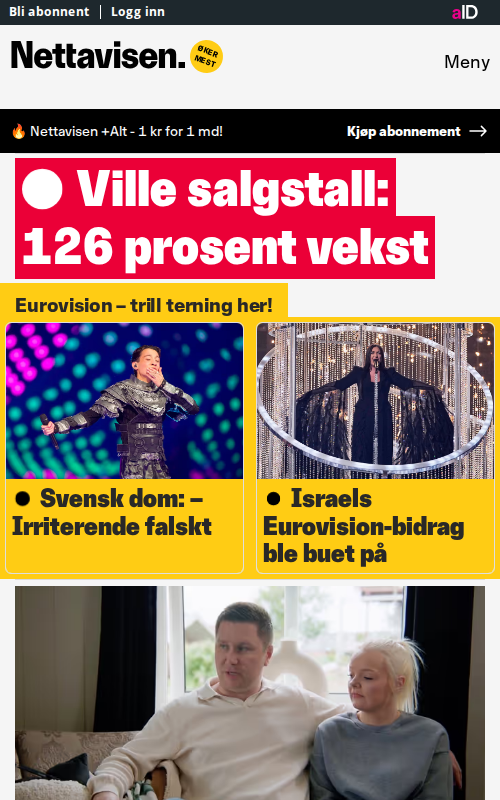 Bli abonnent
Logg inn
aID
Nettavisen.
ØKER
MEST
Meny
🔥 Nettavisen +Alt - 1 kr for 1 md!
Kjøp abonnement →
Ville salgstall:
126 prosent vekst
Eurovision – trill terning her!
Svensk dom: –
Irriterende falskt
Israels
Eurovision-bidrag
ble buet på